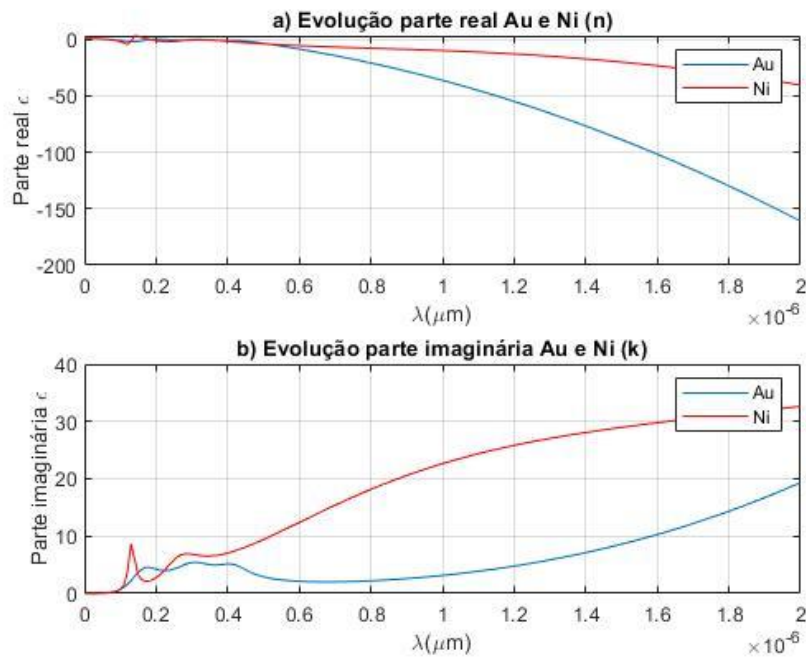 a) Evolução parte real Au e Ni (n)
Parte real ϵ
0
-50
-100
-150
-200
Au
Ni
0 0.2 0.4 0.6 0.8 1 1.2 1.4 1.6 1.8 2
λ(μm)
×10-6
b) Evolução parte imaginária Au e Ni (k)
Parte imaginária ϵ
40
30
20
10
0
Au
Ni
0 0.2 0.4 0.6 0.8 1 1.2 1.4 1.6 1.8 2
λ(μm)
×10-6